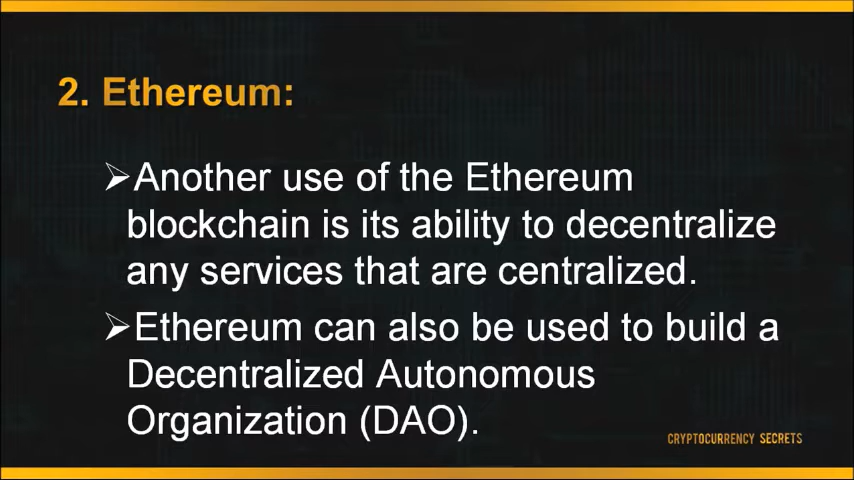 2. Ethereum:
➢Another use of the Ethereum
blockchain is its ability to decentralize
any services that are centralized.
➢Ethereum can also be used to build a
Decentralized Autonomous
Organization (DAO).
CRYPTOCURRENCY SECRETS